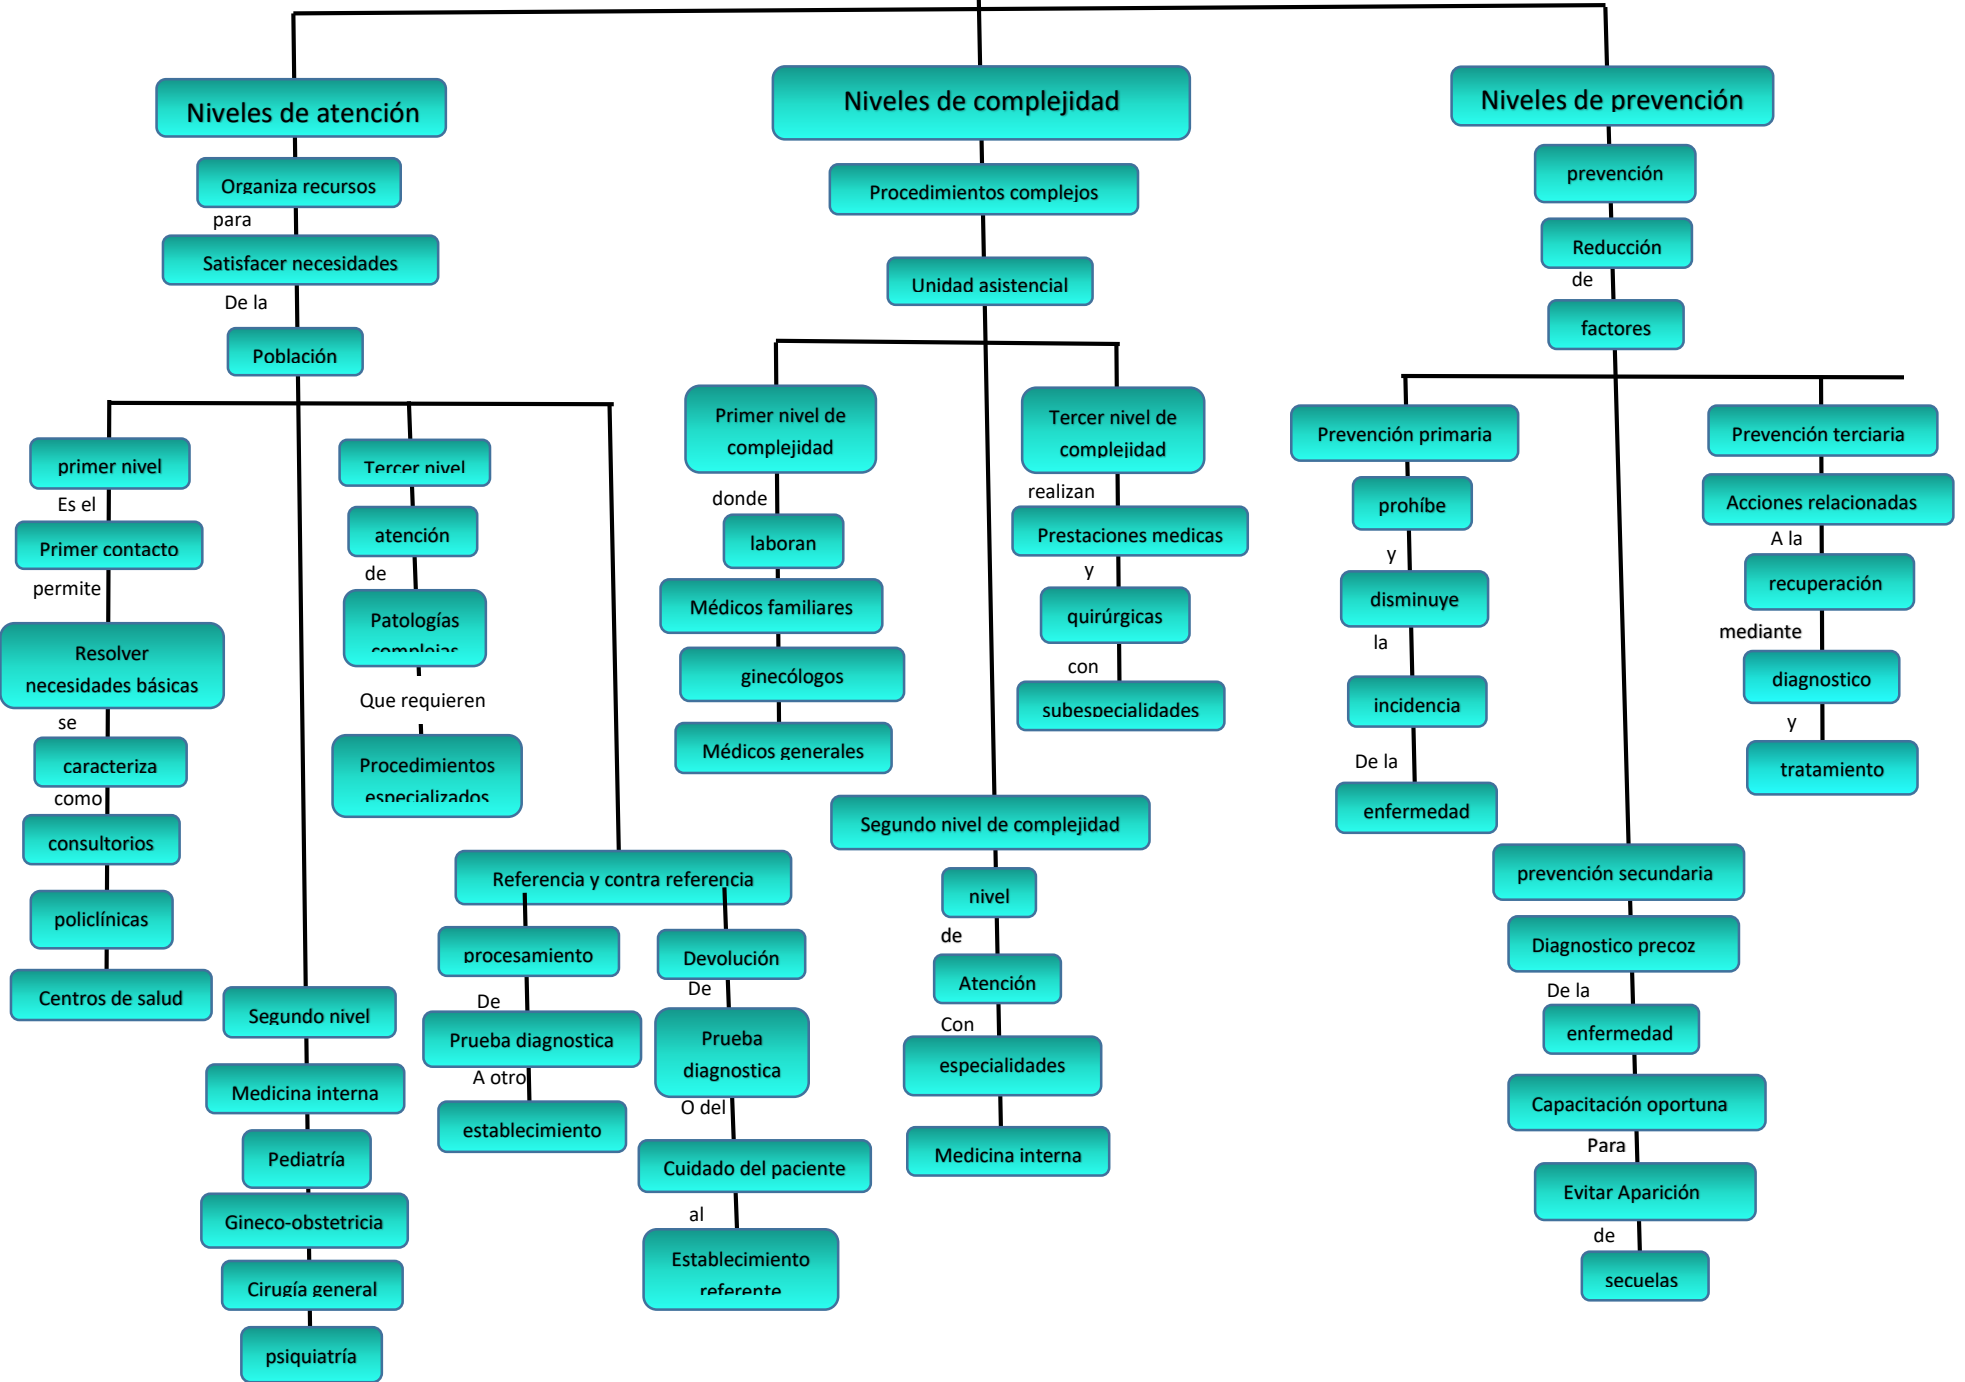 Niveles de atención
Organiza recursos
para
Satisfacer necesidades
De la
Población
primer nivel
Es el
Primer contacto
permite
Resolver
necesidades básicas
se
caracteriza
como
consultorios
policlínicas
Centros de salud
Segundo nivel
Medicina interna
Pediatría
Gineco-obstetricia
Cirugía general
psiquiatría
Tercer nivel
atención
de
Patologías
complejas
Que requieren
Procedimientos
especializados
Referencia y contra referencia
procesamiento
De
Prueba diagnostica
A otro
establecimiento
Devolución
De
Prueba
diagnostica
O del
Cuidado del paciente
al
Establecimiento
referente
Niveles de complejidad
Procedimientos complejos
Unidad asistencial
Primer nivel de
complejidad
donde
laboran
Médicos familiares
ginecólogos
Médicos generales
Segundo nivel de complejidad
nivel
de
Atención
Con
especialidades
Medicina interna
Tercer nivel de
complejidad
realizan
Prestaciones medicas
y
quirúrgicas
con
subespecialidades
Niveles de prevención
prevención
Reducción
de
factores
Prevención primaria
prohíbe
y
disminuye
la
incidencia
De la
enfermedad
prevención secundaria
Diagnostico precoz
De la
enfermedad
Capacitación oportuna
Para
Evitar Aparición
de
secuelas
Prevención terciaria
Acciones relacionadas
A la
recuperación
mediante
diagnostico
y
tratamiento